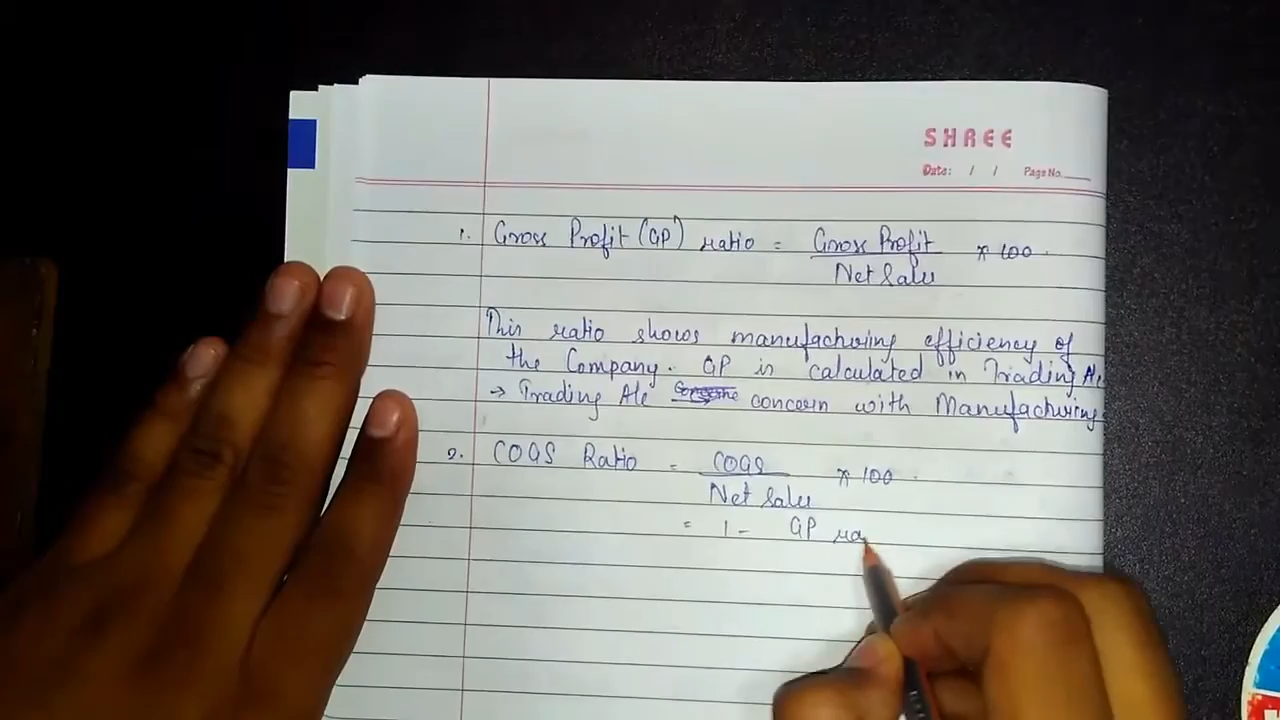 SHREE
Date: / / Page No.
1. Gross Profit (GP) ratio = Gross Profit / Net Sales * 100
This ratio shows manufachuring efficiency of
the Company. GP is calculated in Trading A/c
→ Trading A/c concern with Manufachuring
2. COGS Ratio = COGS / Net Sales * 100
= 1 - GP ra